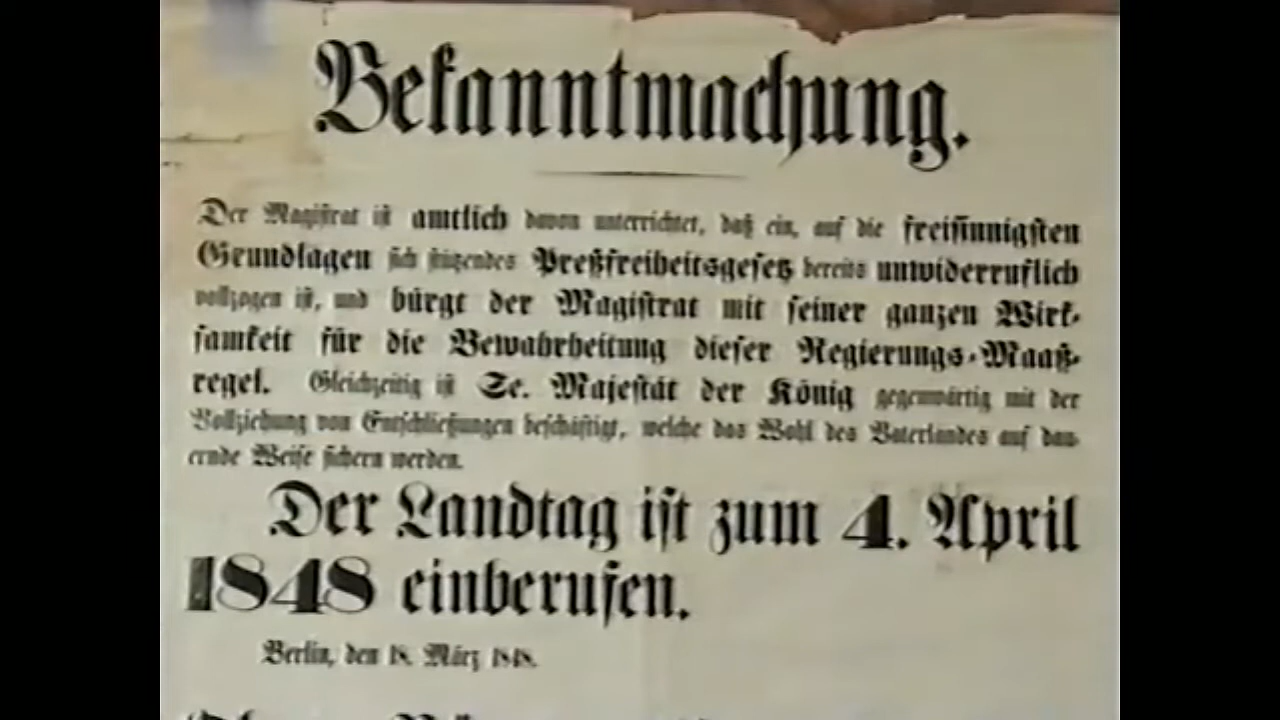 Bekanntmachung.
Der Magistrat ist amtlich davon unterrichtet, daß ein, auf die freisinnigsten
Grundlagen sich stützendes Preßfreiheitsgesetz bereits unwiderruflich
vollzogen ist, und bürgt der Magistrat mit seiner ganzen Wirk-
samkeit für die Bewahrheitung dieser Regierungs-Maaß-
regel. Gleichzeitig ist Se. Majestät der König gegenwärtig mit der
Vollziehung von Entschließungen beschäftigt, welche das Wohl des Vaterlandes auf dau-
ernde Weise sichern werden.
Der Landtag ist zum 4. April
1848 einberufen.
Berlin, den 18. März 1848.